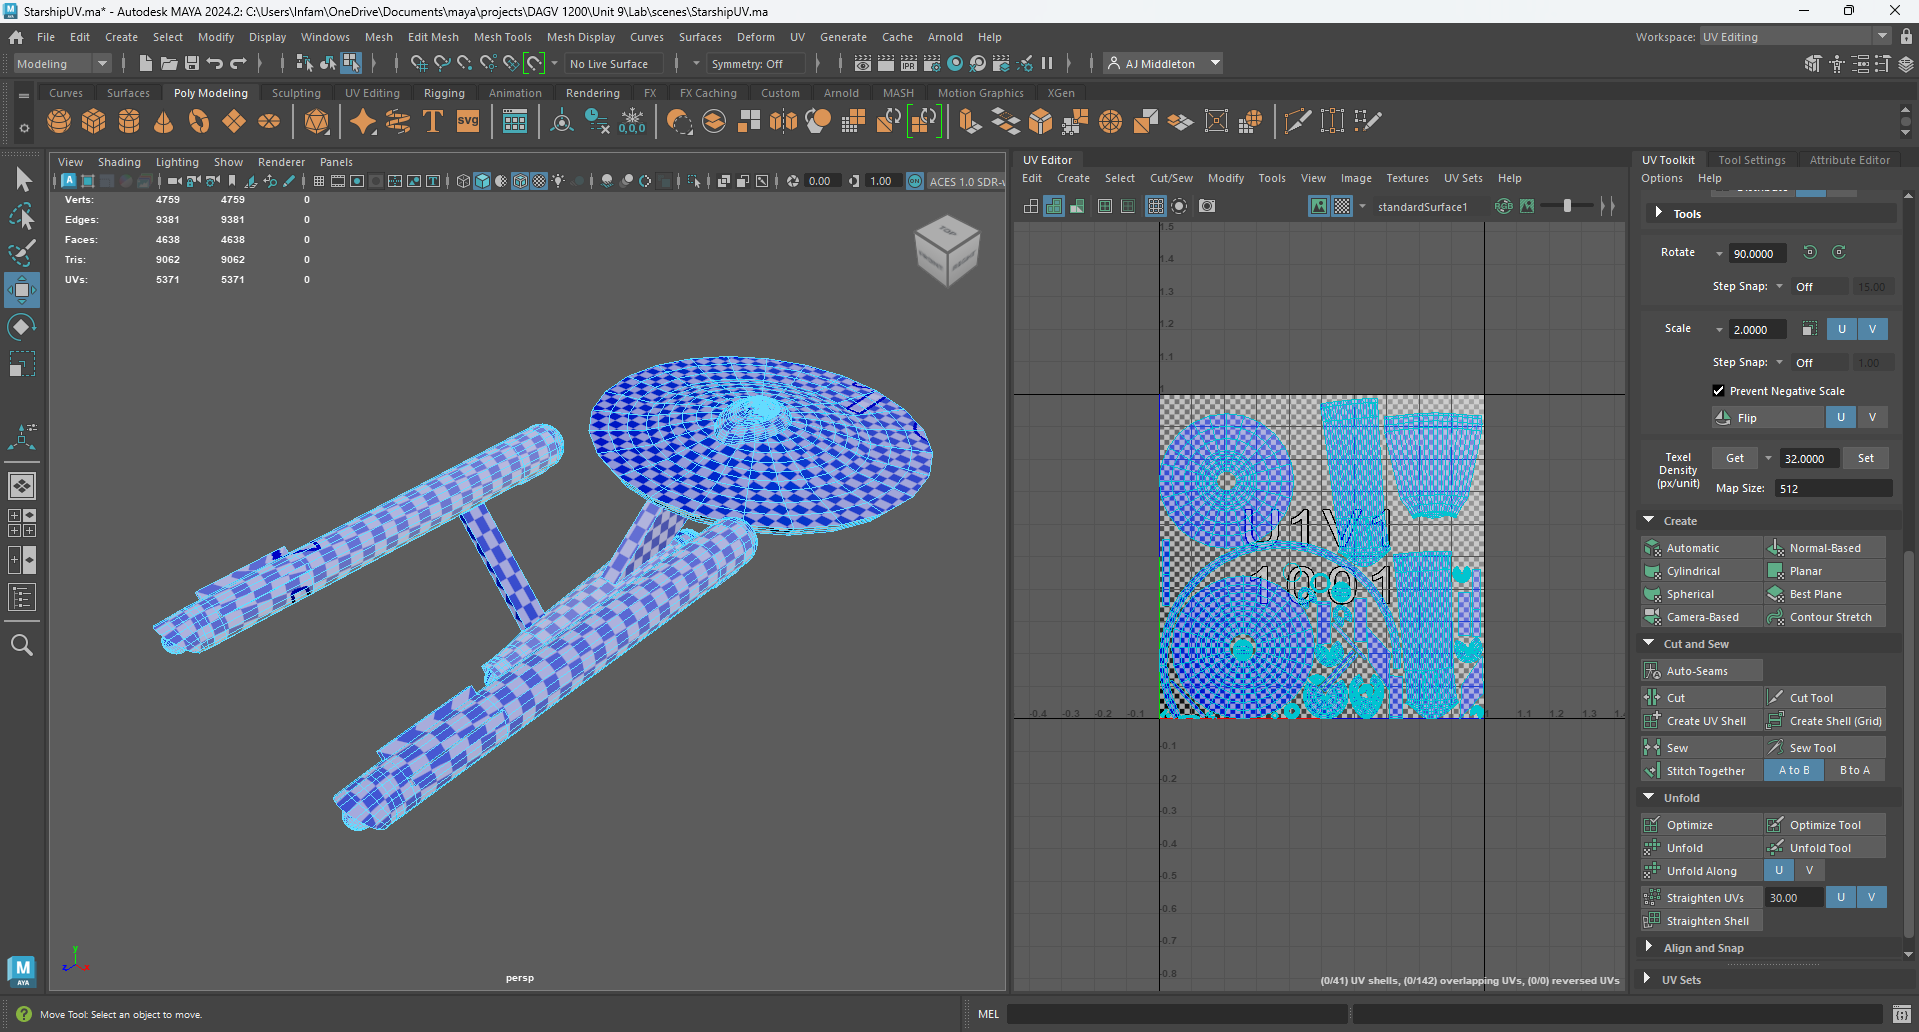 StarshipUV.ma* - Autodesk MAYA 2024.2: C:\Users\Infam\OneDrive\Documents\maya\projects\DAGV 1200\Unit 9\Lab\scenes\StarshipUV.ma
File Edit Create Select Modify Display Windows Mesh Edit Mesh Mesh Tools Mesh Display Curves Surfaces Deform UV Generate Cache Arnold Help
Workspace: UV Editing
Modeling
No Live Surface
Symmetry: Off
IPR
AJ Middleton
Curves Surfaces Poly Modeling Sculpting UV Editing Rigging Animation Rendering FX FX Caching Custom Arnold MASH Motion Graphics XGen
T svg 0,0,0
View Shading Lighting Show Renderer Panels
0.00 1.00 ON ACES 1.0 SDR-v
Verts: 4759 4759 0
Edges: 9381 9381 0
Faces: 4638 4638 0
Tris: 9062 9062 0
UVs: 5371 5371 0
TOP
y
z x
persp
UV Editor
Edit Create Select Cut/Sew Modify Tools View Image Textures UV Sets Help
standardSurface1
RGB
1.5
1.4
1.3
1.2
1.1
1
U1V1
1001
-0.4 -0.3 -0.2 -0.1 1 1.1 1.2 1.3 1.4
-0.1
-0.2
-0.3
-0.4
-0.5
-0.6
-0.7
-0.8
(0/41) UV shells, (0/142) overlapping UVs, (0/0) reversed UVs
UV Toolkit Tool Settings Attribute Editor
Options Help
Tools
Rotate 90.0000
Step Snap: Off 15.00
Scale 2.0000 U V
Step Snap: Off 1.00
Prevent Negative Scale
Flip U V
Texel Density (px/unit) Get 32.0000 Set
Map Size: 512
Create
Automatic Normal-Based
Cylindrical Planar
Spherical Best Plane
Camera-Based Contour Stretch
Cut and Sew
Auto-Seams
Cut Cut Tool
Create UV Shell Create Shell (Grid)
Sew Sew Tool
Stitch Together A to B B to A
Unfold
Optimize Optimize Tool
Unfold Unfold Tool
Unfold Along U V
Straighten UVs 30.00 U V
Straighten Shell
Align and Snap
UV Sets
M
AYA
Move Tool: Select an object to move.
MEL